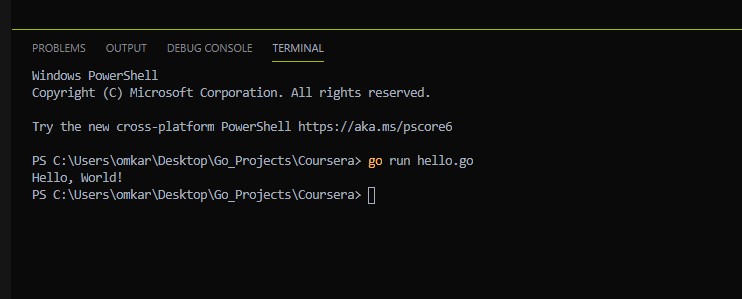 PROBLEMS OUTPUT DEBUG CONSOLE TERMINAL
Windows PowerShell
Copyright (C) Microsoft Corporation. All rights reserved.
Try the new cross-platform PowerShell https://aka.ms/pscore6
PS C:\Users\omkar\Desktop\Go_Projects\Coursera> go run hello.go
Hello, World!
PS C:\Users\omkar\Desktop\Go_Projects\Coursera>